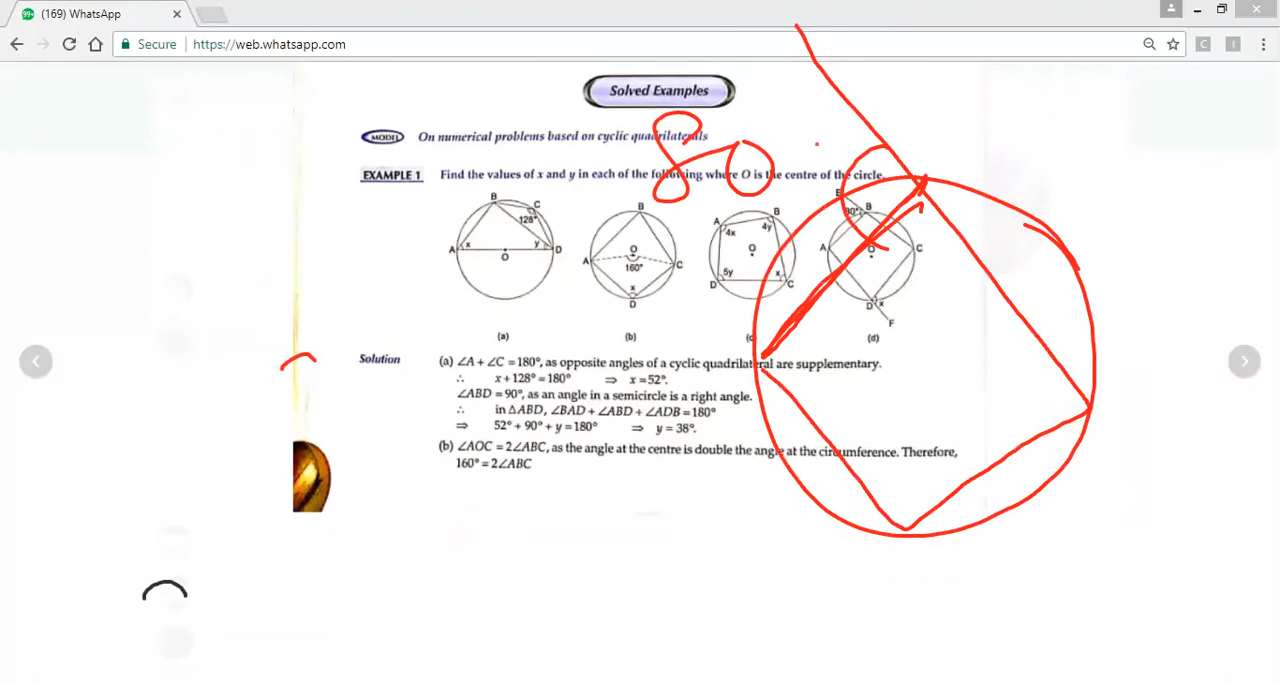 (169) WhatsApp
Secure https://web.whatsapp.com
Solved Examples
MODEL On numerical problems based on cyclic quadrilaterals
80
EXAMPLE 1 Find the values of x and y in each of the following where O is the centre of the circle.
B C 128° A x y D O
B O 160° A C x D
A B 4x 4y O 5y x D C
B A C O D x F
(a) (b) (d)
Solution (a) ∠A + ∠C = 180°, as opposite angles of a cyclic quadrilateral are supplementary.
∴ x + 128° = 180° ⇒ x = 52°.
∠ABD = 90°, as an angle in a semicircle is a right angle.
∴ in ΔABD, ∠BAD + ∠ABD + ∠ADB = 180°
⇒ 52° + 90° + y = 180° ⇒ y = 38°.
(b) ∠AOC = 2∠ABC, as the angle at the centre is double the angle at the circumference. Therefore,
160° = 2∠ABC